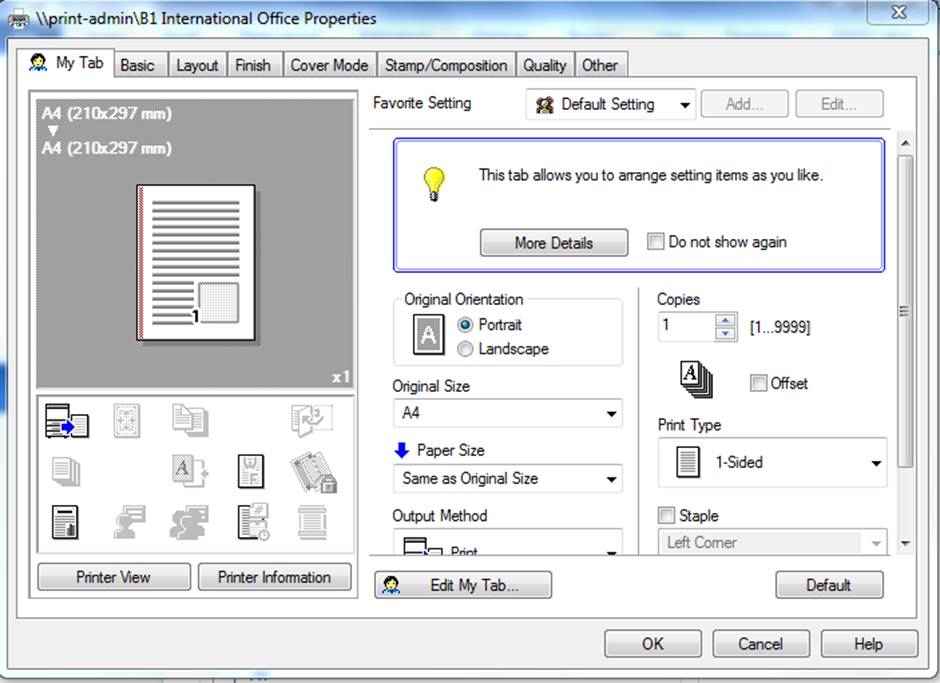 \\print-admin\B1 International Office Properties
My Tab Basic Layout Finish Cover Mode Stamp/Composition Quality Other
A4 (210x297 mm)
A4 (210x297 mm)
1
x1
Printer View Printer Information
Favorite Setting Default Setting Add... Edit...
This tab allows you to arrange setting items as you like.
More Details Do not show again
Original Orientation
A
Portrait
Landscape
Original Size
A4
Paper Size
Same as Original Size
Output Method
Print
Copies
1 [1...9999]
A Offset
Print Type
1-Sided
Staple
Left Corner
Edit My Tab... Default
OK Cancel Help